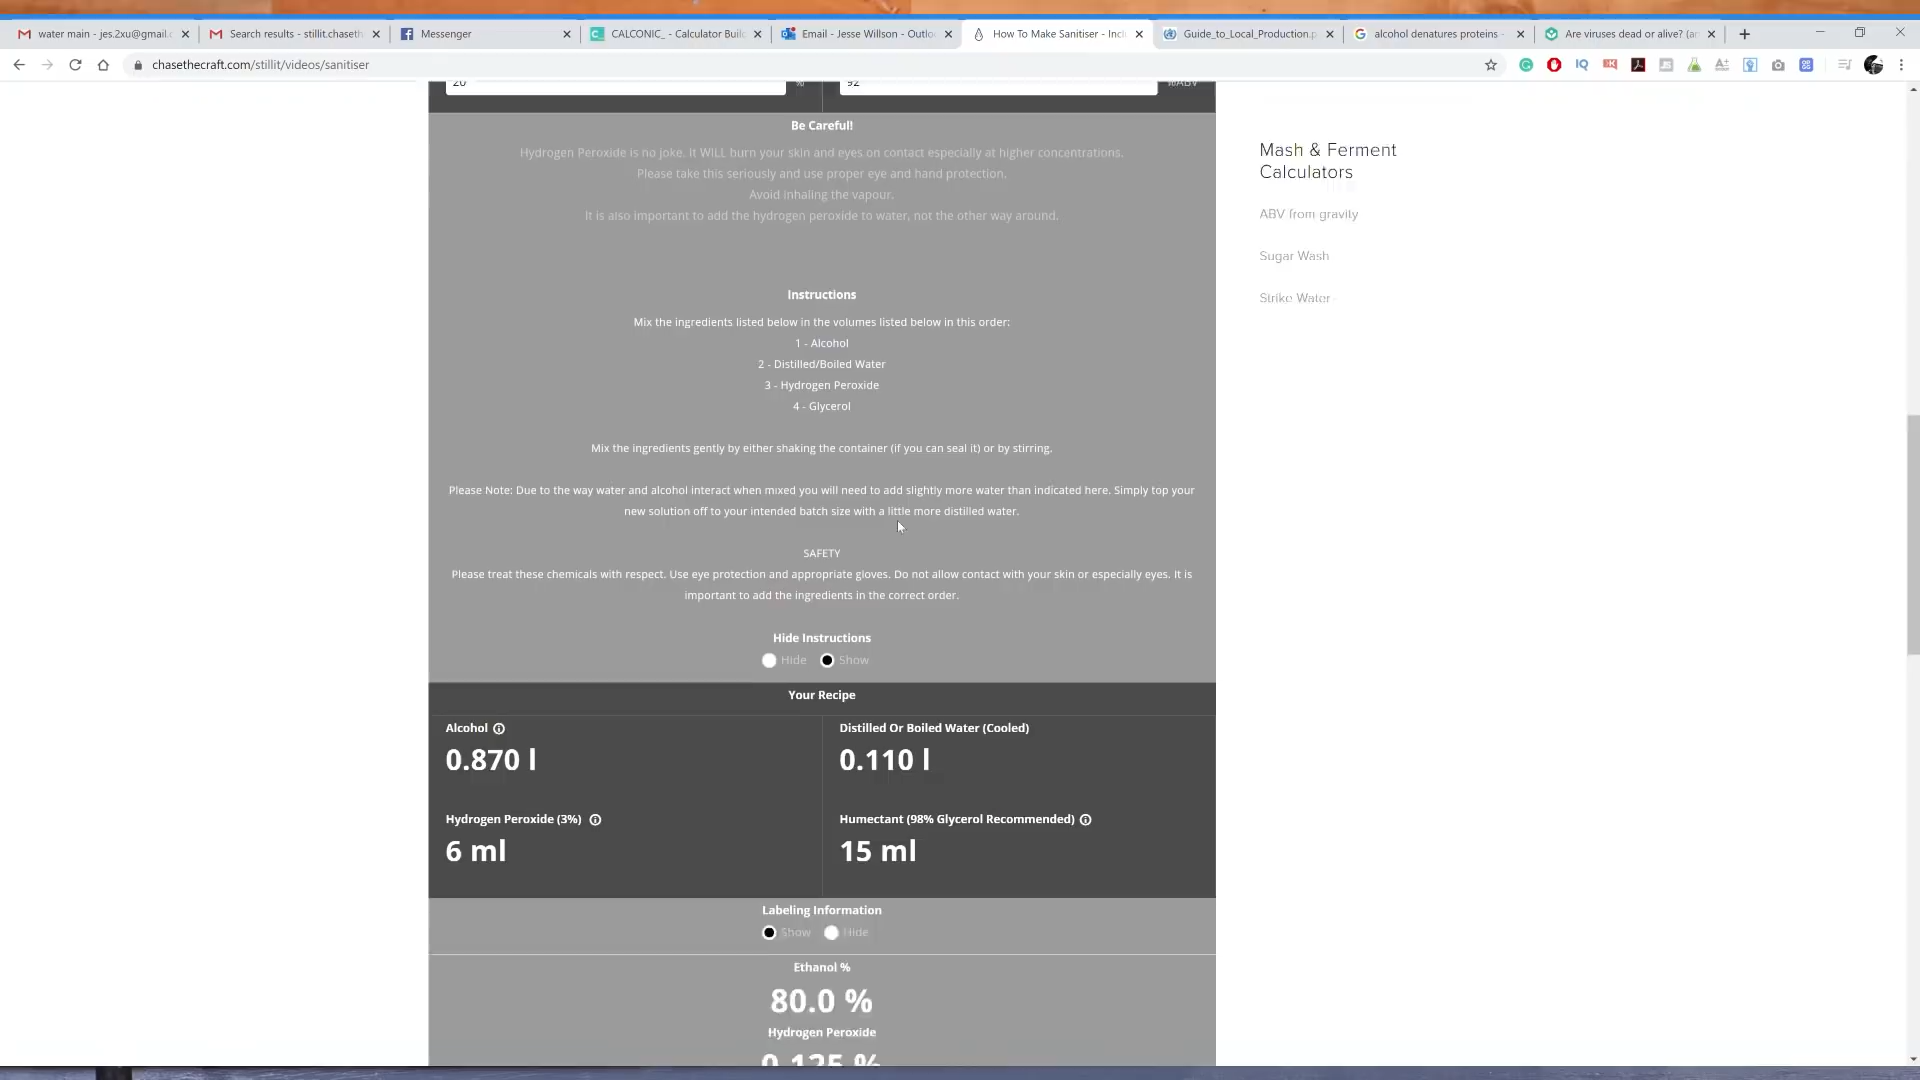 water main - jes.2xu@gmail.c
Search results - stillit.chaseth
Messenger
CALCONIC_ - Calculator Buil
Email - Jesse Willson - Outlo
How To Make Sanitiser - Incl
Guide_to_Local_Production.p
alcohol denatures proteins -
Are viruses dead or alive? (a
chasethecraft.com/stillit/videos/sanitiser
20
%
92
%ABV
Be Careful!
Hydrogen Peroxide is no joke. It WILL burn your skin and eyes on contact especially at higher concentrations.
Please take this seriously and use proper eye and hand protection.
Avoid inhaling the vapour.
It is also important to add the hydrogen peroxide to water, not the other way around.
Instructions
Mix the ingredients listed below in the volumes listed below in this order:
1 - Alcohol
2 - Distilled/Boiled Water
3 - Hydrogen Peroxide
4 - Glycerol
Mix the ingredients gently by either shaking the container (if you can seal it) or by stirring.
Please Note: Due to the way water and alcohol interact when mixed you will need to add slightly more water than indicated here. Simply top your
new solution off to your intended batch size with a little more distilled water.
SAFETY
Please treat these chemicals with respect. Use eye protection and appropriate gloves. Do not allow contact with your skin or especially eyes. It is
important to add the ingredients in the correct order.
Hide Instructions
Hide Show
Your Recipe
Alcohol
0.870 l
Distilled Or Boiled Water (Cooled)
0.110 l
Hydrogen Peroxide (3%)
6 ml
Humectant (98% Glycerol Recommended)
15 ml
Labeling Information
Show Hide
Ethanol %
80.0 %
Hydrogen Peroxide
0.125 %
Mash & Ferment
Calculators
ABV from gravity
Sugar Wash
Strike Water